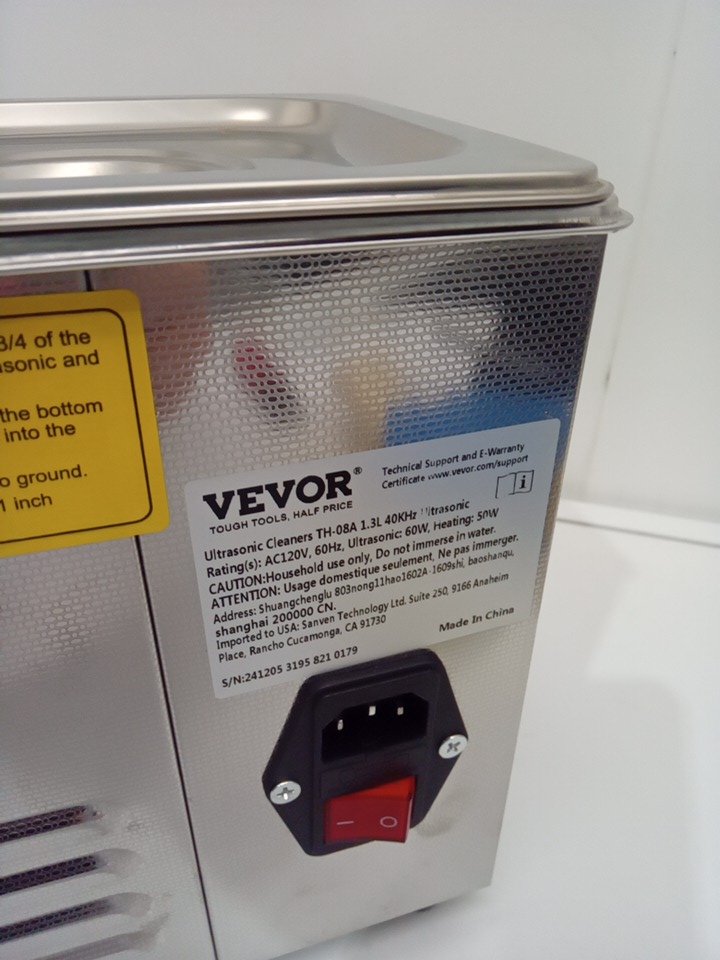 3/4 of the
sonic and
the bottom
into the
o ground.
1 inch
VEVOR®
TOUGH TOOLS, HALF PRICE
Technical Support and E-Warranty
Certificate www.vevor.com/support
Ultrasonic Cleaners TH-08A 1.3L 40KHz Ultrasonic
Rating(s): AC120V, 60Hz, Ultrasonic: 60W, Heating: 50W
CAUTION:Household use only, Do not immerse in water.
ATTENTION: Usage domestique seulement, Ne pas immerger.
Address: Shuangchenglu 803nong11hao1602A-1609shi, baoshanqu,
shanghai 200000 CN.
Imported to USA: Sanven Technology Ltd. Suite 250, 9166 Anaheim
Place, Rancho Cucamonga, CA 91730
Made In China
S/N:241205 3195 821 0179